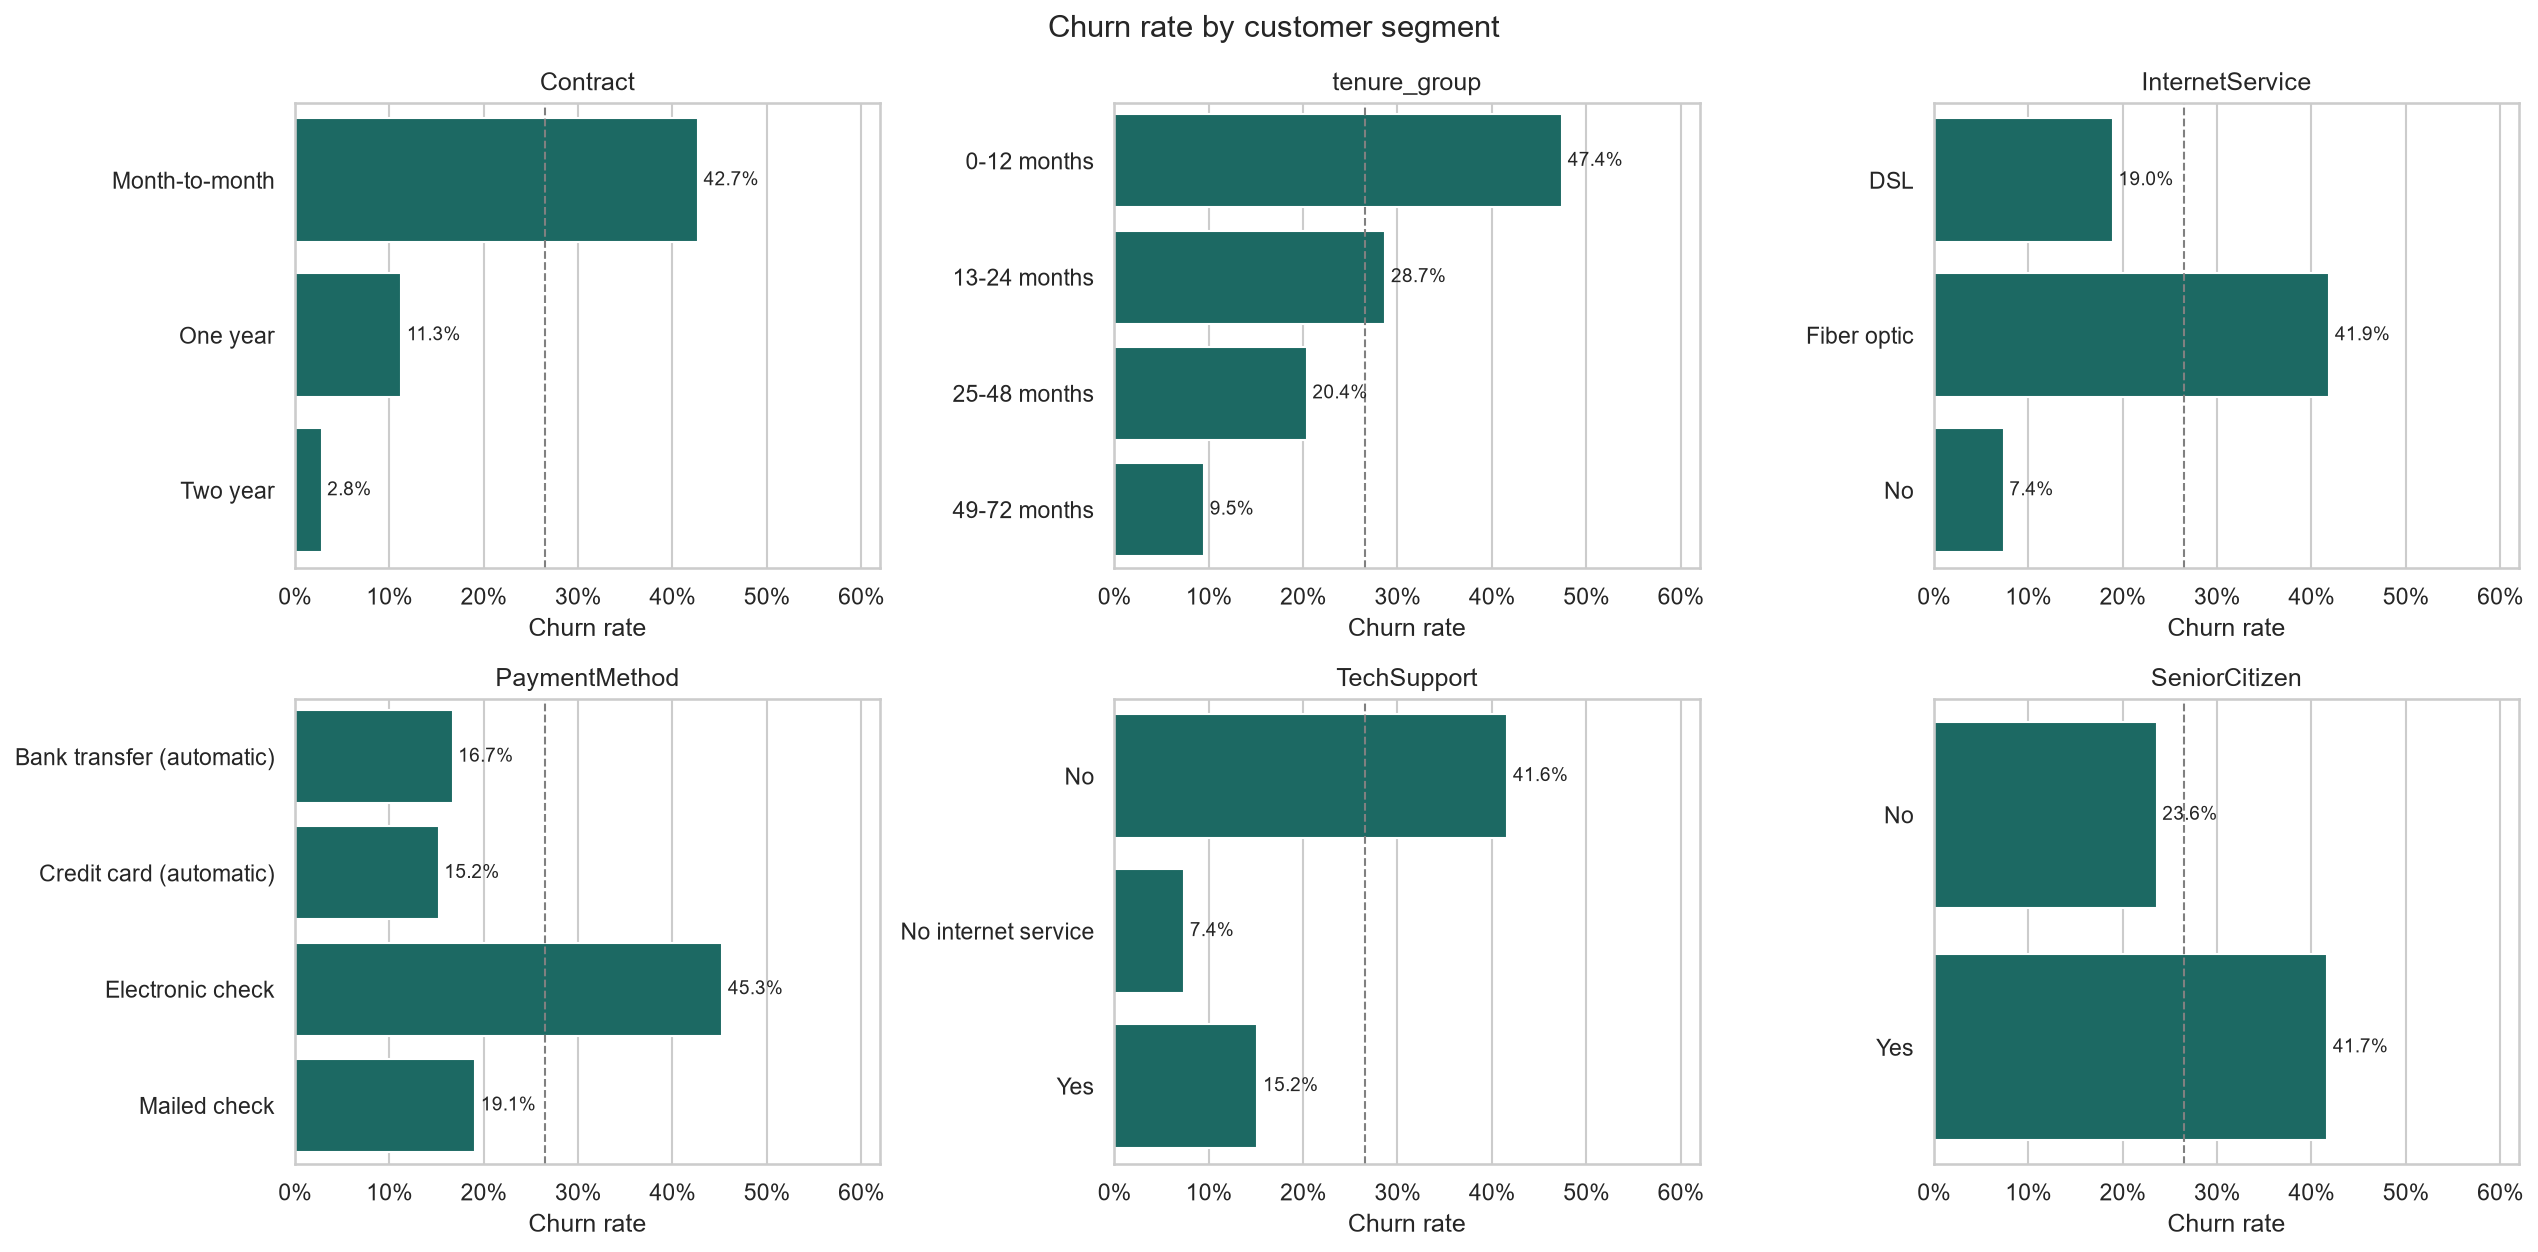 Churn rate by customer segment
Contract
Month-to-month
42.7%
One year
11.3%
Two year
2.8%
0% 10% 20% 30% 40% 50% 60%
Churn rate
tenure_group
0-12 months
47.4%
13-24 months
28.7%
25-48 months
20.4%
49-72 months
9.5%
0% 10% 20% 30% 40% 50% 60%
Churn rate
InternetService
DSL
19.0%
Fiber optic
41.9%
No
7.4%
0% 10% 20% 30% 40% 50% 60%
Churn rate
PaymentMethod
Bank transfer (automatic)
16.7%
Credit card (automatic)
15.2%
Electronic check
45.3%
Mailed check
19.1%
0% 10% 20% 30% 40% 50% 60%
Churn rate
TechSupport
No
41.6%
No internet service
7.4%
Yes
15.2%
0% 10% 20% 30% 40% 50% 60%
Churn rate
SeniorCitizen
No
23.6%
Yes
41.7%
0% 10% 20% 30% 40% 50% 60%
Churn rate